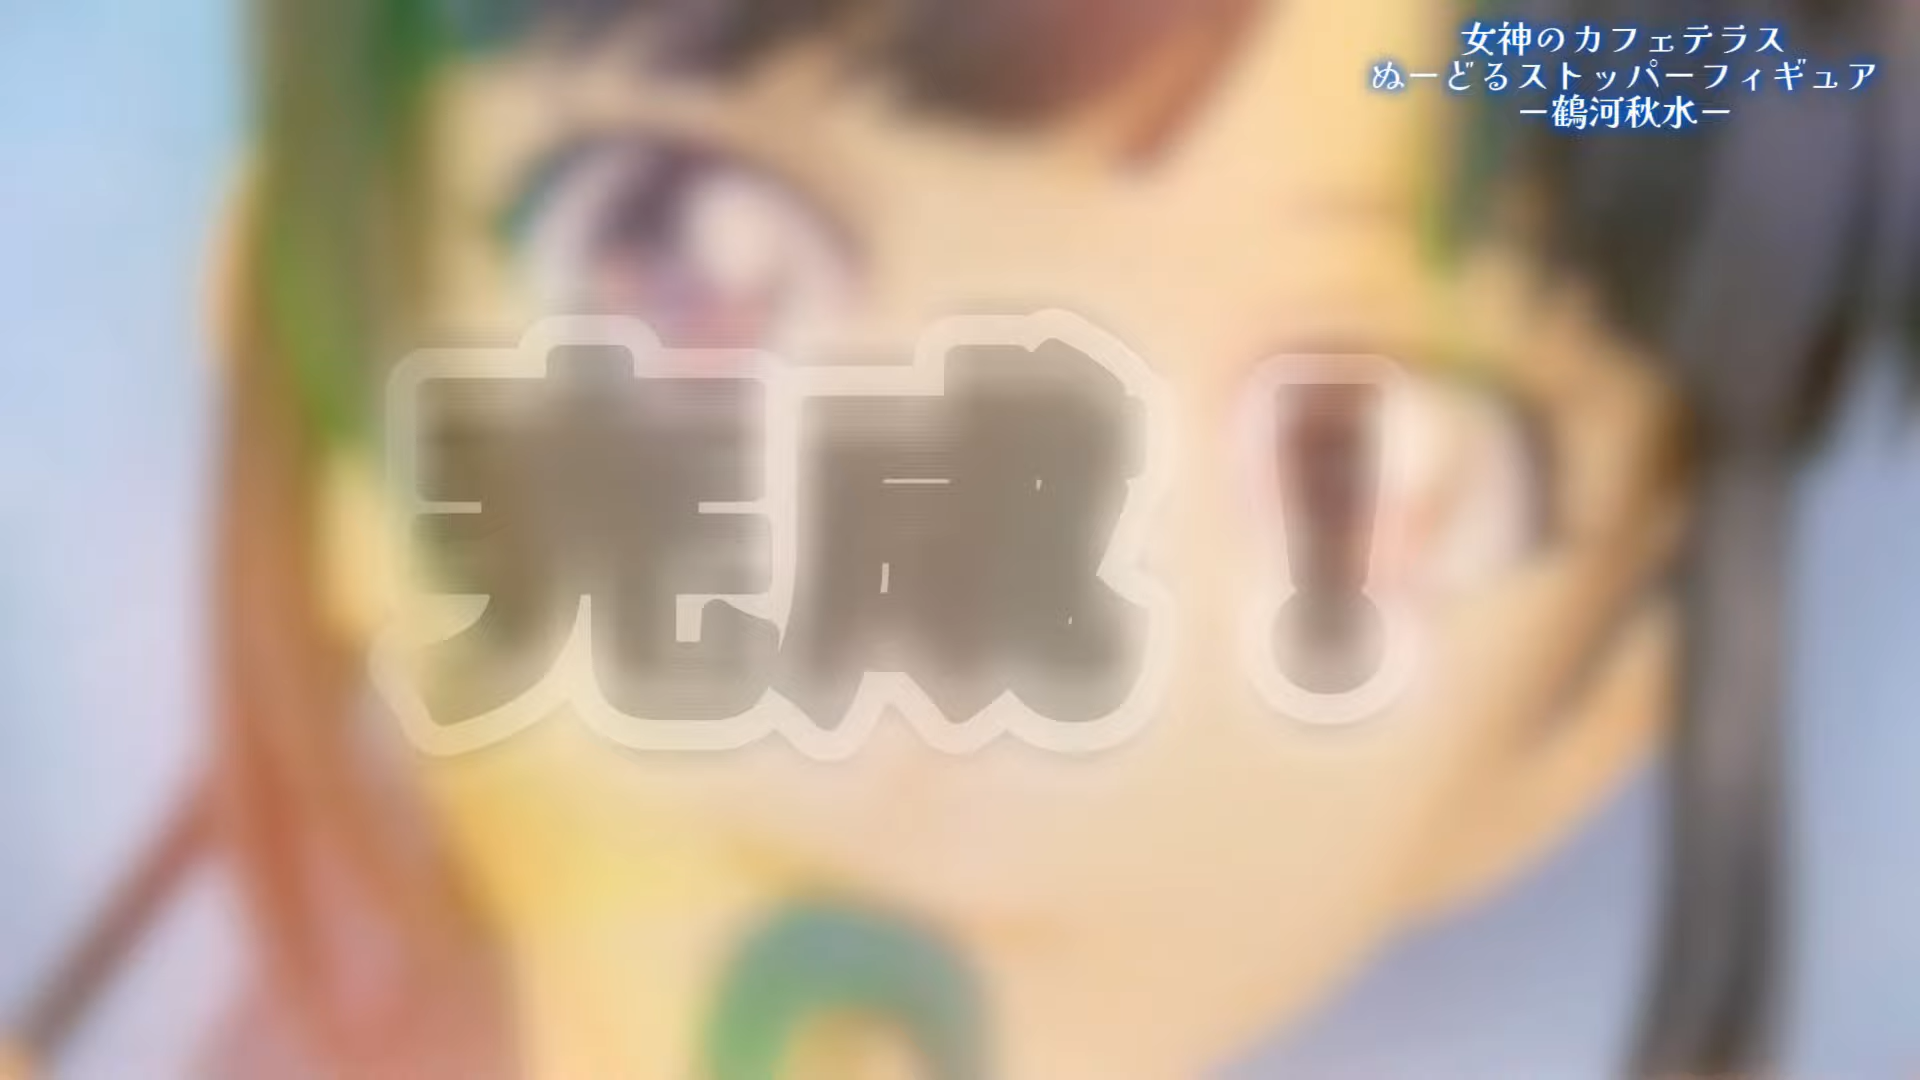 女神のカフェテラス
ぬーどるストッパーフィギュア
ー鶴河秋水ー
完成！